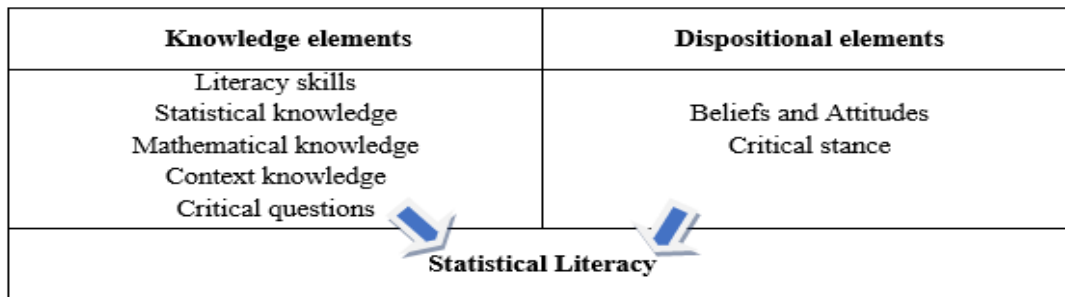 Knowledge elements
Dispositional elements
Literacy skills
Statistical knowledge
Mathematical knowledge
Context knowledge
Critical questions
Beliefs and Attitudes
Critical stance
Statistical Literacy